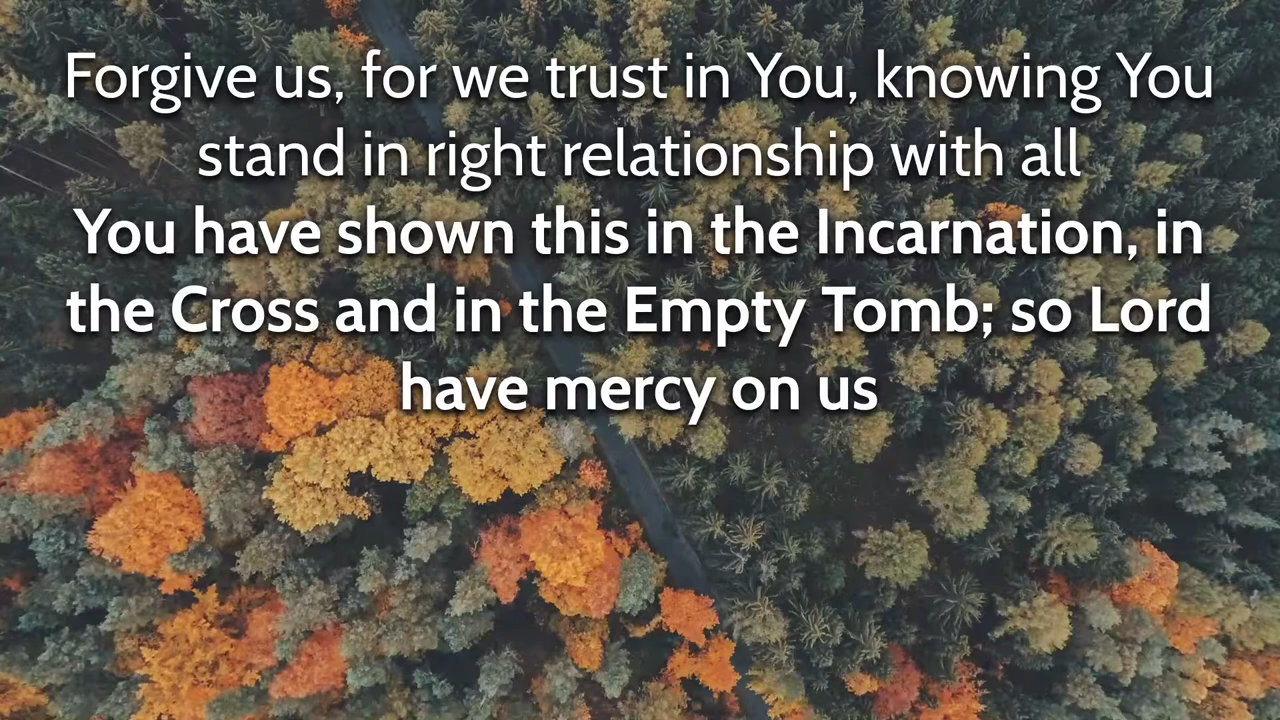 Forgive us, for we trust in You, knowing You
stand in right relationship with all
You have shown this in the Incarnation, in
the Cross and in the Empty Tomb; so Lord
have mercy on us